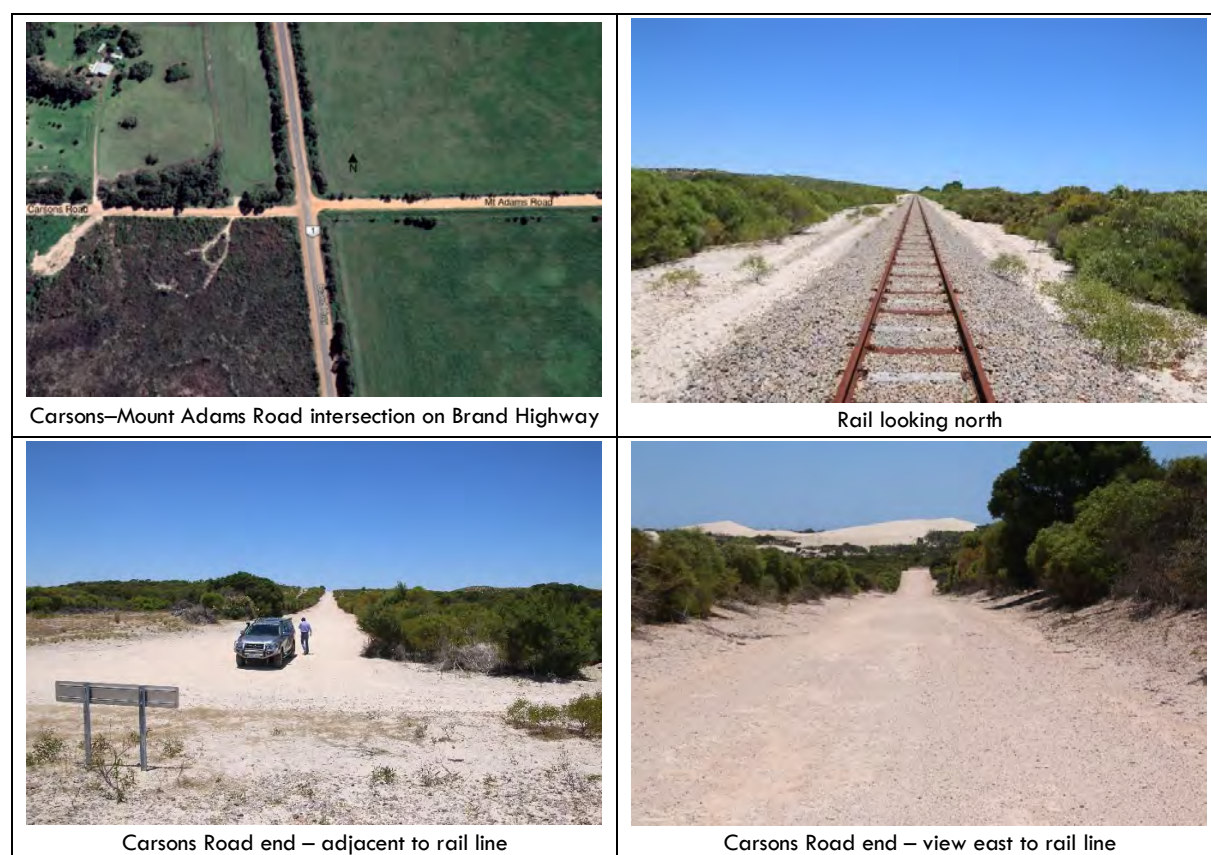 Carsons Road
N
Mt Adams Road
1
Carsons–Mount Adams Road intersection on Brand Highway
Rail looking north
Carsons Road end – adjacent to rail line
Carsons Road end – view east to rail line